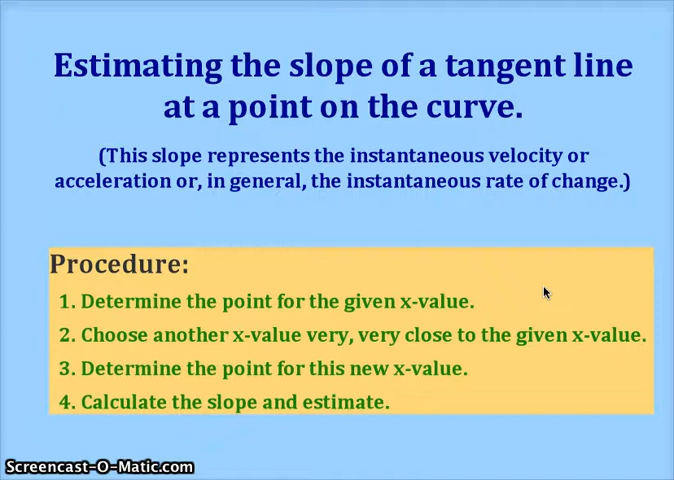 Estimating the slope of a tangent line
at a point on the curve.
(This slope represents the instantaneous velocity or
acceleration or, in general, the instantaneous rate of change.)
Procedure:
1. Determine the point for the given x-value.
2. Choose another x-value very, very close to the given x-value.
3. Determine the point for this new x-value.
4. Calculate the slope and estimate.
Screencast-O-Matic.com